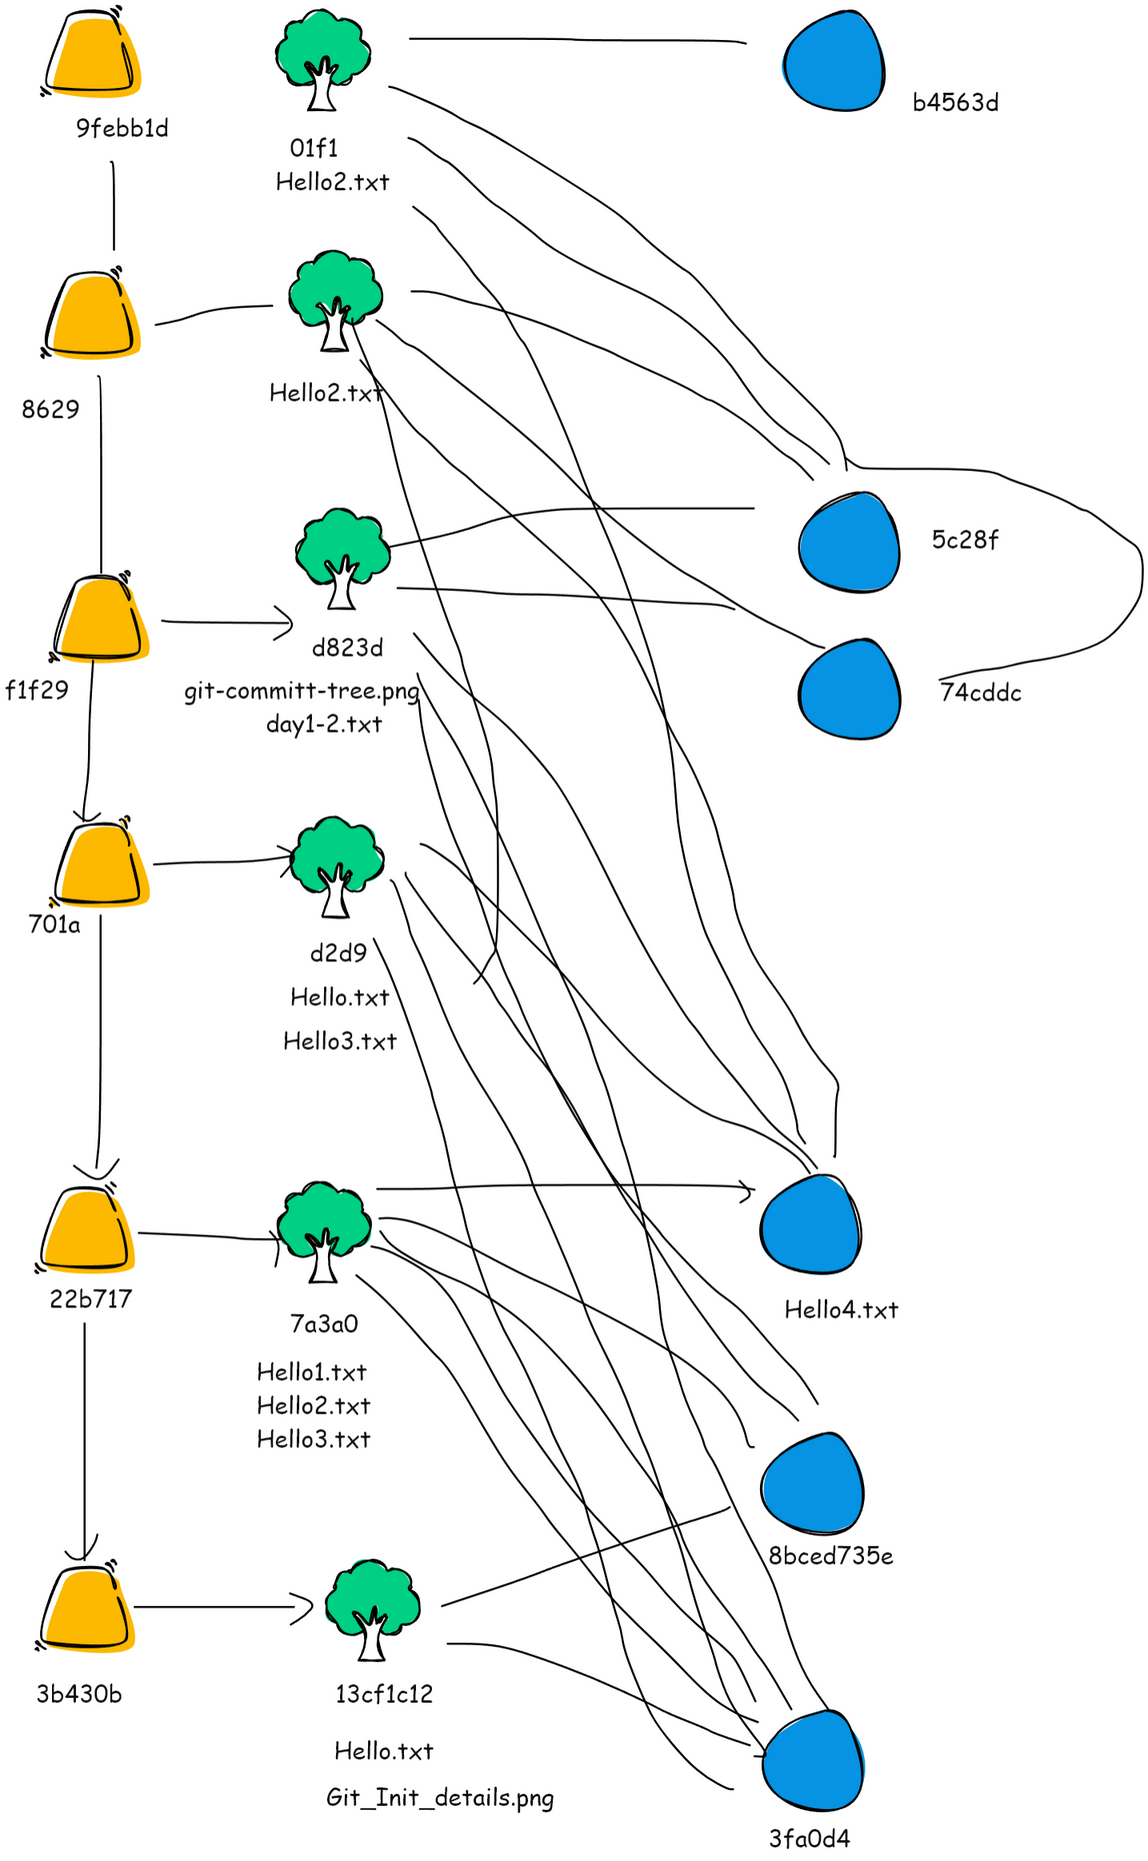 b4563d
9febb1d
01f1
Hello2.txt
Hello2.txt
8629
5c28f
d823d
f1f29
git-committ-tree.png
74cddc
day1-2.txt
701a
d2d9
Hello.txt
Hello3.txt
22b717
Hello4.txt
7a3a0
Hello1.txt
Hello2.txt
Hello3.txt
8bced735e
3b430b
13cf1c12
Hello.txt
Git_Init_details.png
3fa0d4